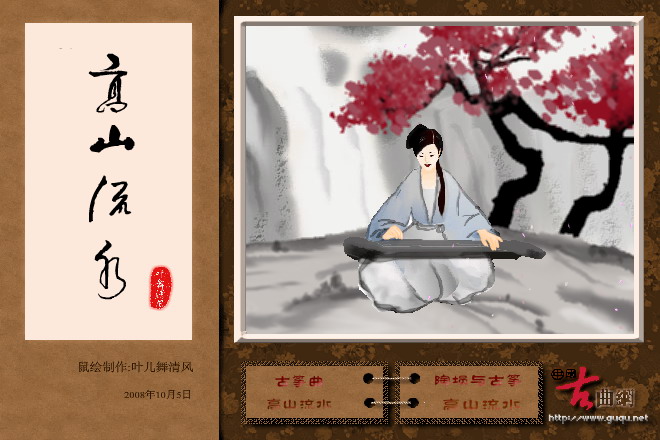 高山流水
鼠绘制作:叶儿舞清风
2008年10月5日
古筝曲
高山流水
陶埙与古筝
高山流水
中國
古曲网
http://www.guqu.net